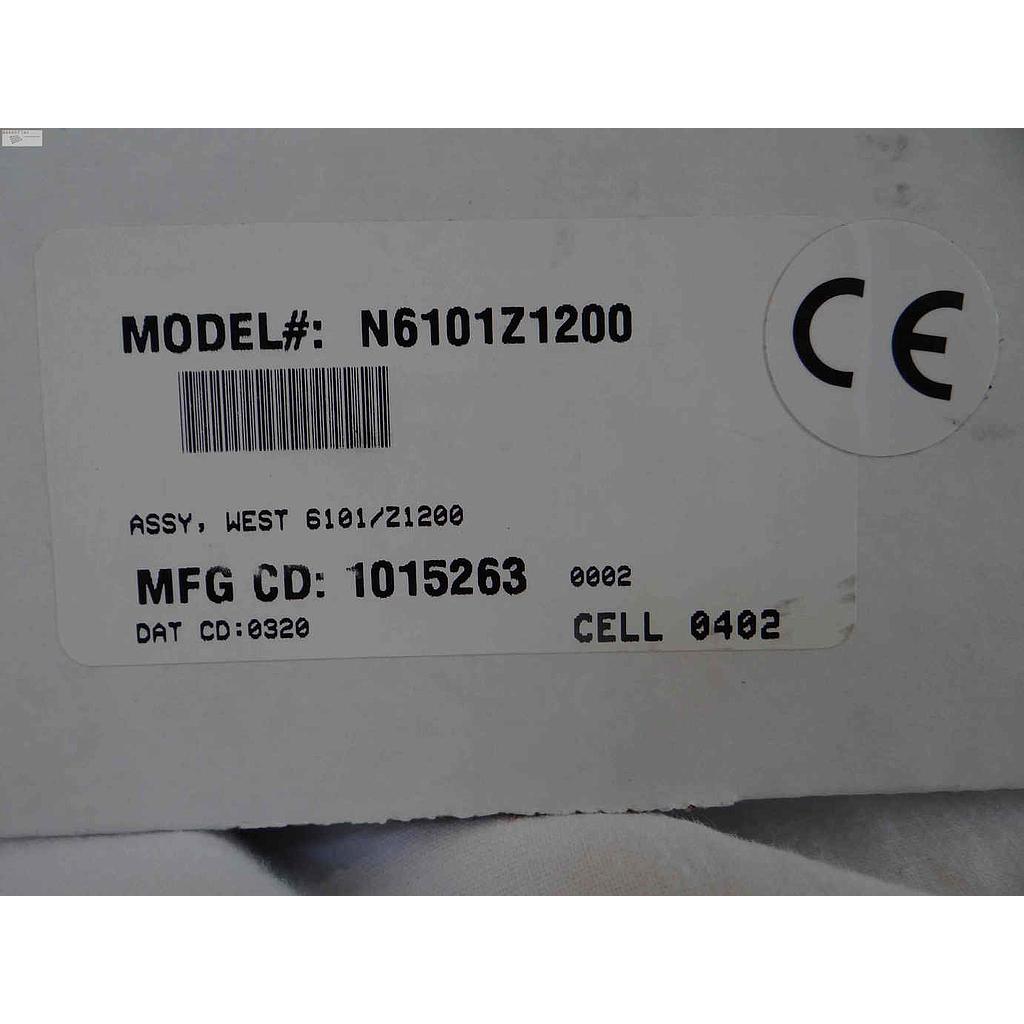 MODEL#: N6101Z1200
CE
ASSY, WEST 6101/Z1200
MFG CD: 1015263 0002
DAT CD:0320 CELL 0402